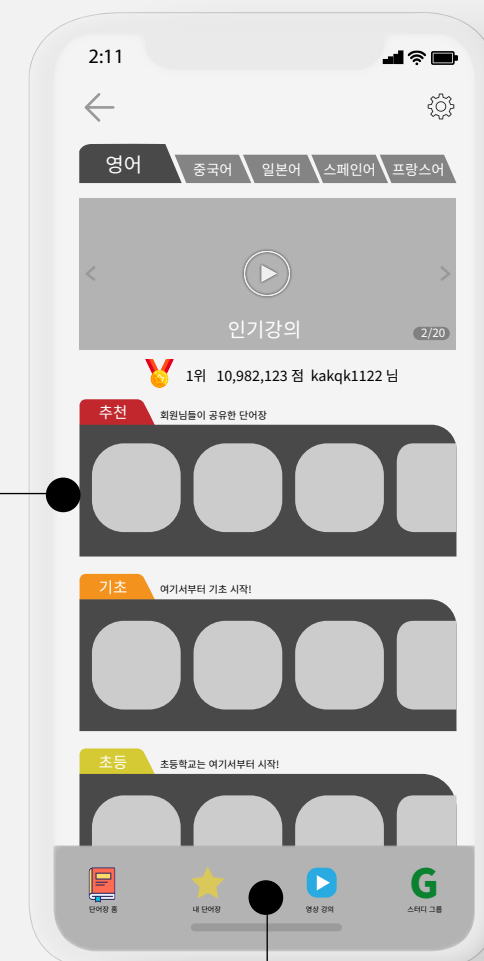 2:11
영어 중국어 일본어 스페인어 프랑스어
인기강의
2/20
1위 10,982,123 점 kakqk1122 님
추천 회원님들이 공유한 단어장
기초 여기서부터 기초 시작!
초등 초등학교는 여기서부터 시작!
단어장 홈 내 단어장 영상 강의 스터디 그룹